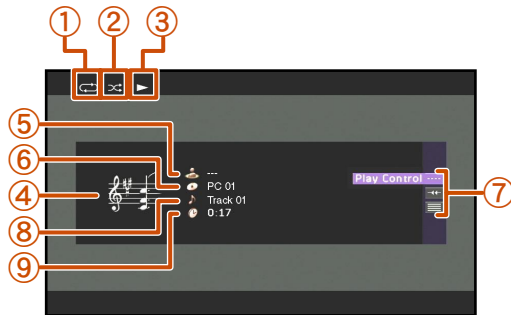 ① ② ③
⑤ ---
⑥ PC 01
Play Control ----
④
⑦
⑧ Track 01
⑨ 0:17